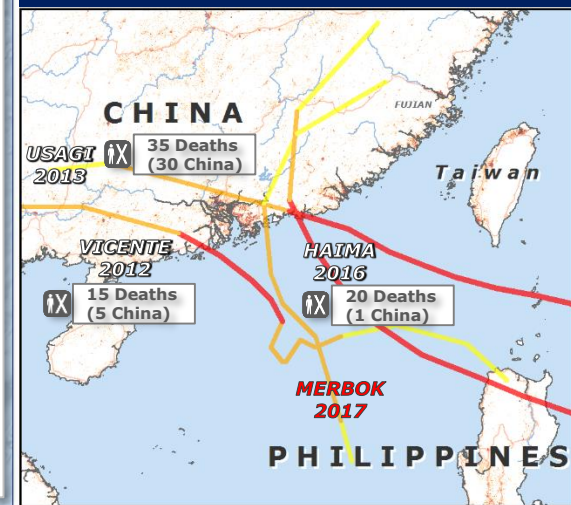 CHINA
FUJIAN
USAGI
2013
35 Deaths
(30 China)
Taiwan
VICENTE
2012
HAIMA
2016
15 Deaths
(5 China)
20 Deaths
(1 China)
MERBOK
2017
PHILIPPINES